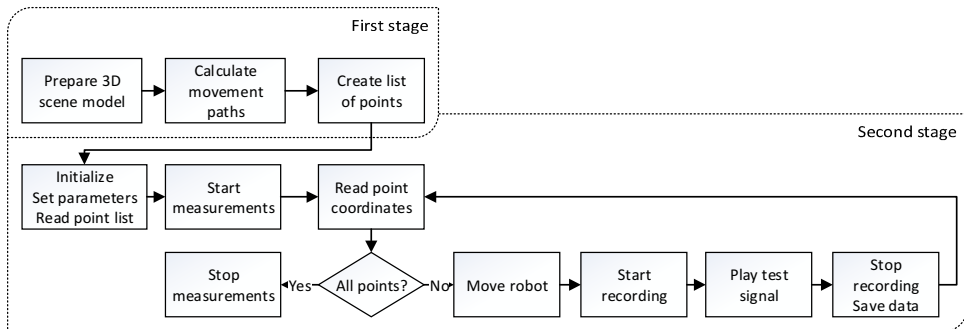 First stage
Prepare 3D
scene model
Calculate
movement
paths
Create list
of points
Second stage
Initialize
Set parameters
Read point list
Start
measurements
Read point
coordinates
Stop
measurements
Yes
All points?
No
Move robot
Start
recording
Play test
signal
Stop
recording
Save data